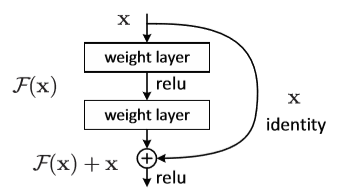 x
weight layer
F(x)
relu
x
weight layer
identity
F(x) + x
relu